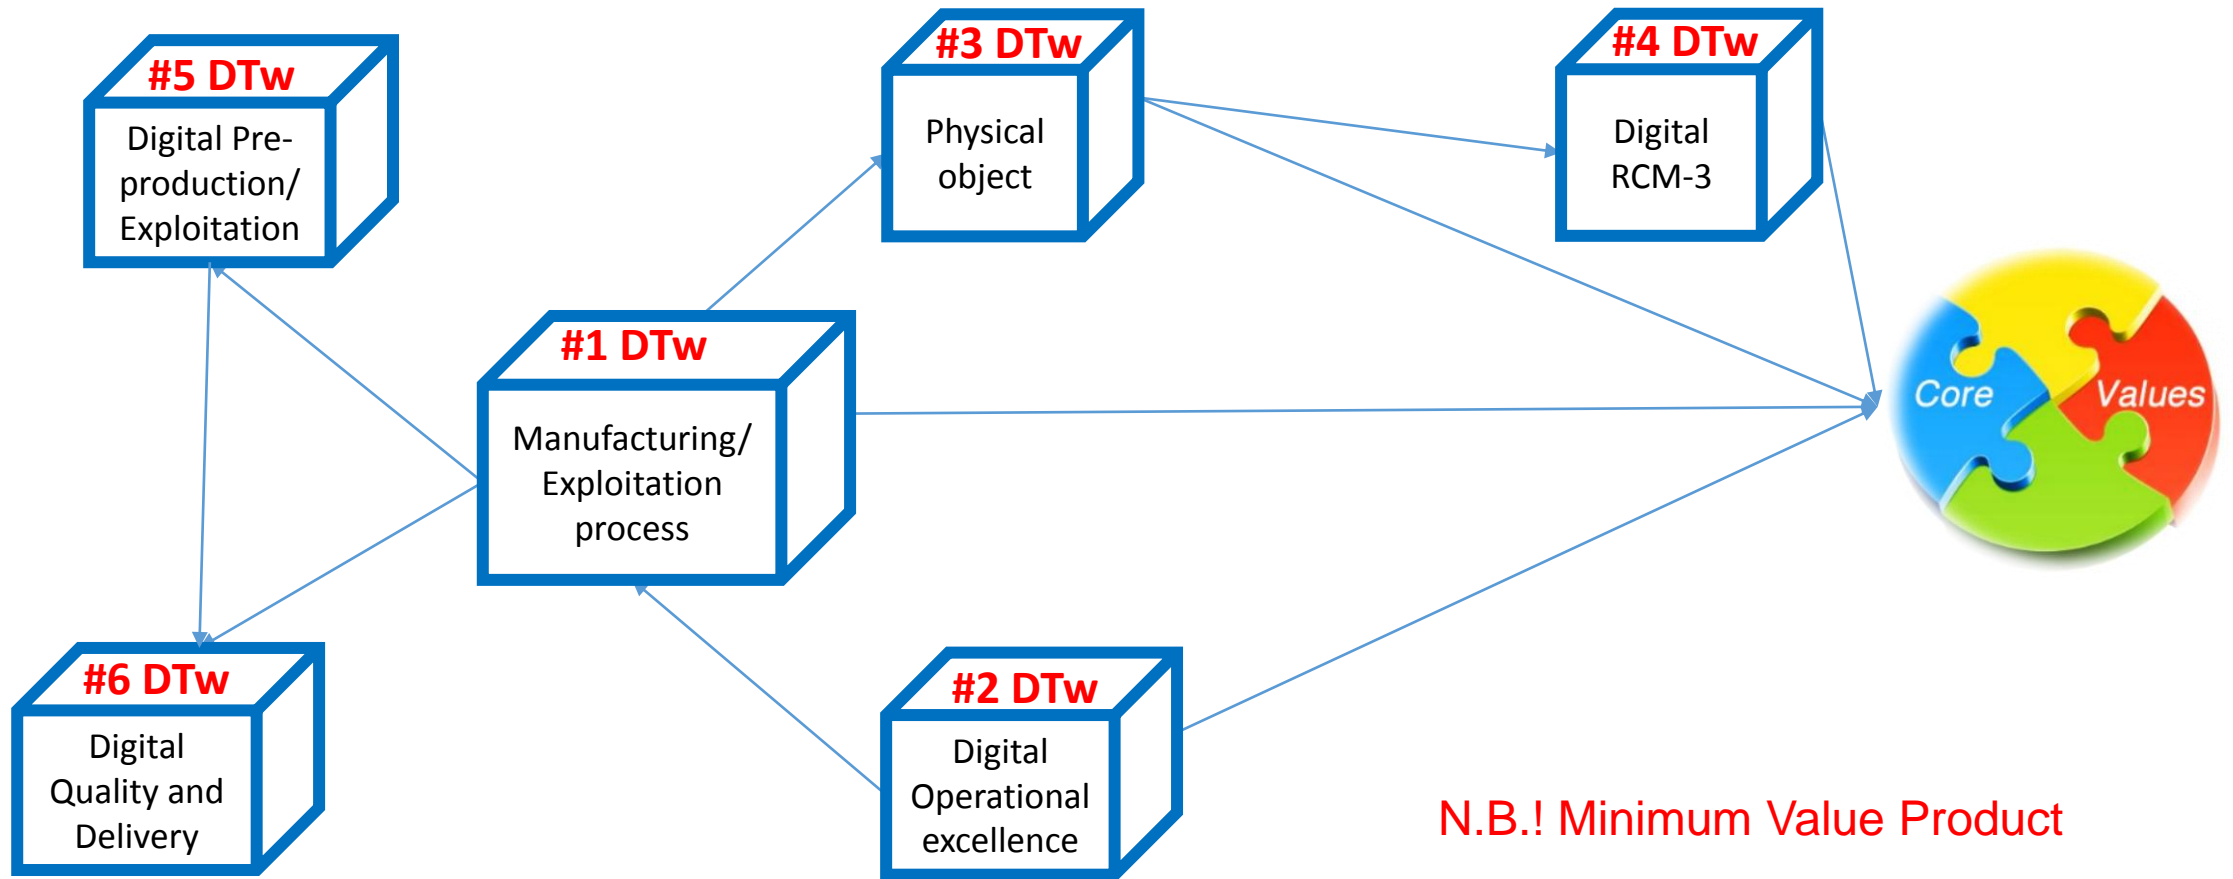 #5 DTw
Digital Pre-
production/
Exploitation
#3 DTw
Physical
object
#4 DTw
Digital
RCM-3
#1 DTw
Manufacturing/
Exploitation
process
Core
Values
#6 DTw
Digital
Quality and
Delivery
#2 DTw
Digital
Operational
excellence
N.B.! Minimum Value Product